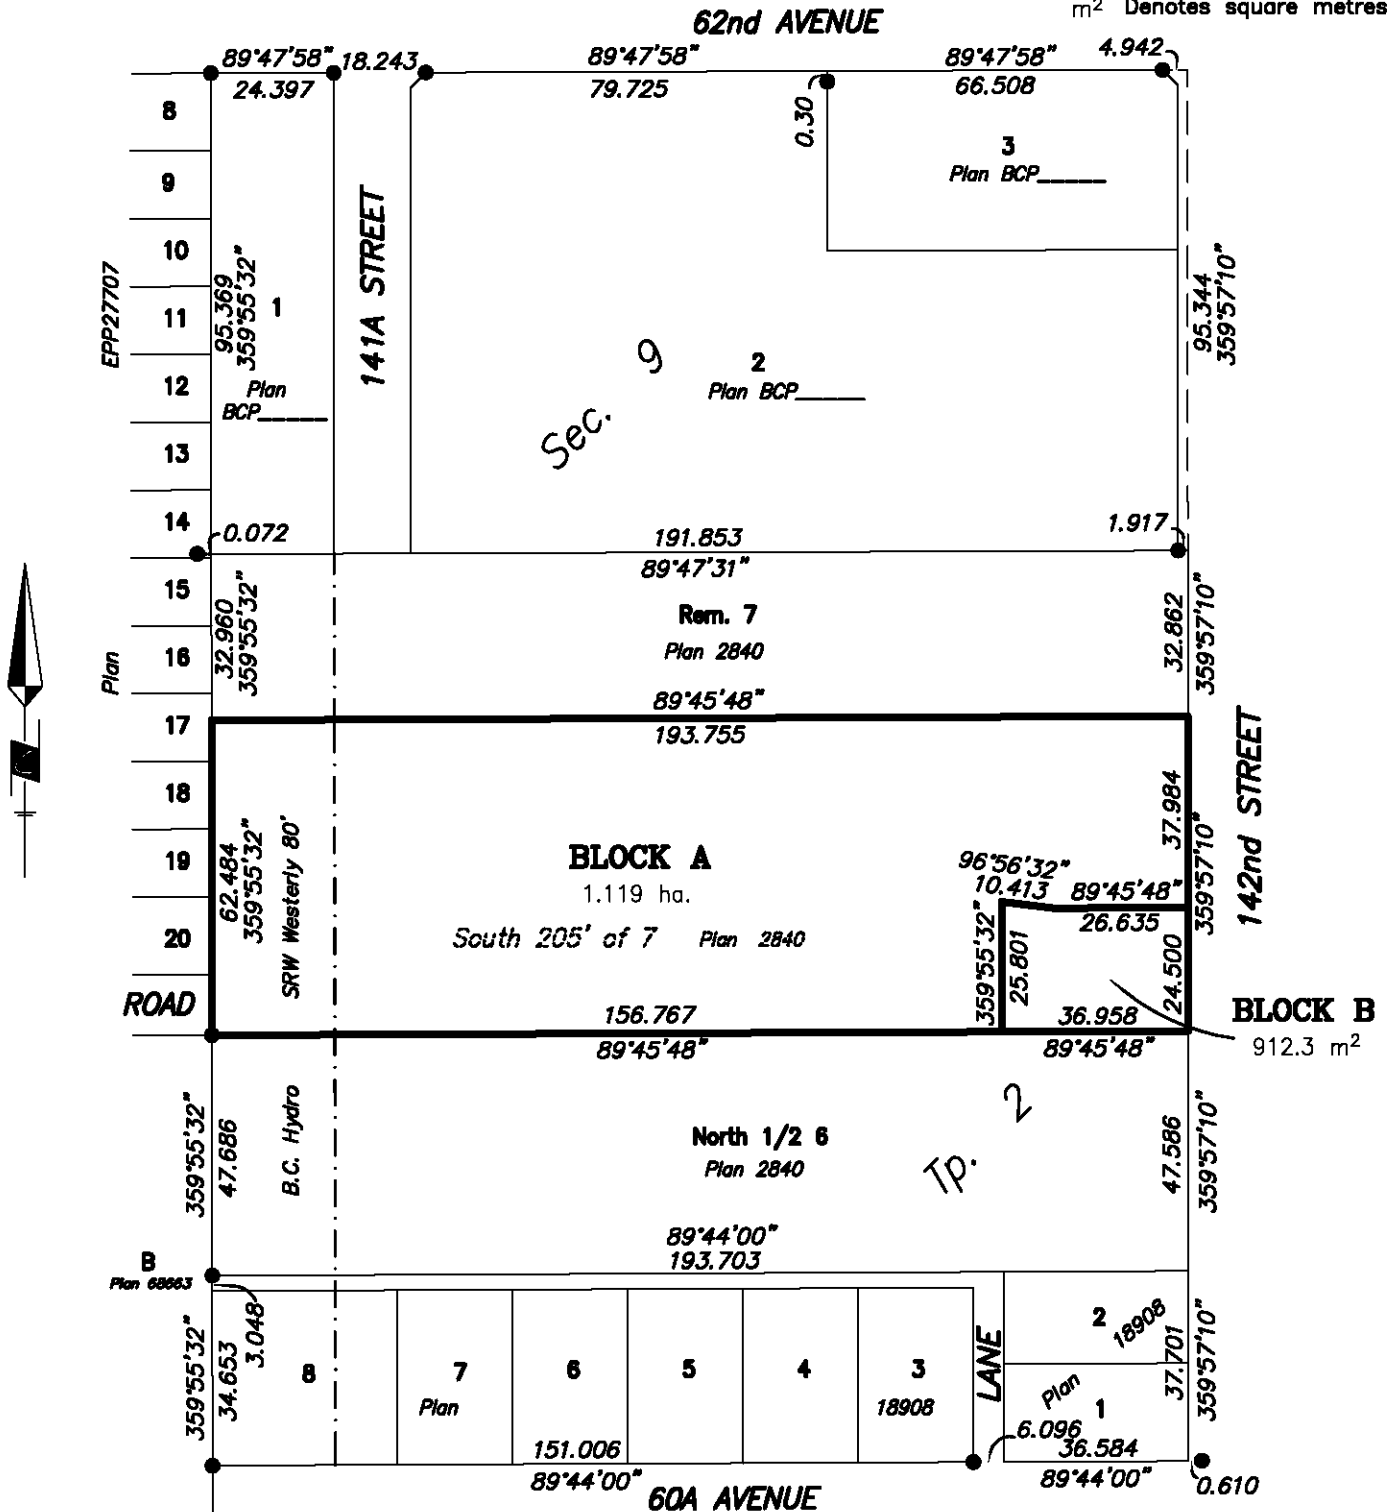 m² Denotes square metres
62nd AVENUE
89°47'58"
18.243
89°47'58"
89°47'58"
4.942
24.397
79.725
66.508
0.30
8
9
10
11
12
13
14
15
16
17
18
19
20
ROAD
EPP27707
Plan
95.369
359°55'32"
1
Plan
BCP_____
141A STREET
3
Plan BCP_____
2
Plan BCP_____
Sec. 9
95.344
359°57'10"
0.072
191.853
1.917
89°47'31"
32.960
359°55'32"
Rem. 7
Plan 2840
32.862
359°57'10"
89°45'48"
193.755
142nd STREET
62.484
359°55'32"
SRW Westerly 80'
BLOCK A
1.119 ha.
South 205' of 7 Plan 2840
37.984
359°57'10"
96°56'32"
10.413
89°45'48"
26.635
359°55'32"
25.801
24.500
156.767
36.958
89°45'48"
89°45'48"
BLOCK B
912.3 m²
359°55'32"
47.686
B.C. Hydro
North 1/2 6
Plan 2840
Tp. 2
47.586
359°57'10"
89°44'00"
193.703
B
Plan 68663
3.048
359°55'32"
34.653
8
7
6
5
4
3
Plan
18908
LANE
2
18908
Plan
1
37.701
359°57'10"
6.096
151.006
36.584
89°44'00"
89°44'00"
0.610
60A AVENUE